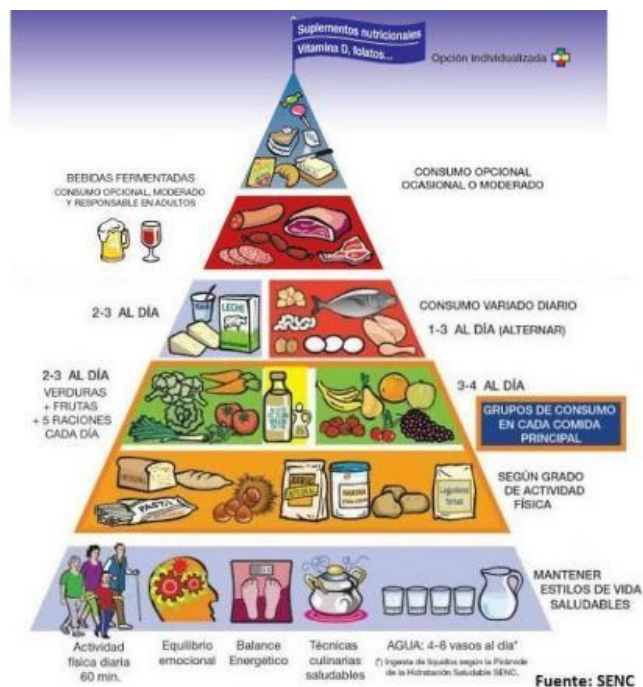 Suplementos nutricionales
Vitamina D, folatos...
Opción individualizada
BEBIDAS FERMENTADAS
CONSUMO OPCIONAL, MODERADO
Y RESPONSABLE EN ADULTOS
CONSUMO OPCIONAL
OCASIONAL O MODERADO
2-3 AL DÍA
LECHE
CONSUMO VARIADO DIARIO
1-3 AL DÍA (ALTERNAR)
2-3 AL DÍA
VERDURAS
+ FRUTAS
+ 5 RACIONES
CADA DÍA
3-4 AL DÍA
GRUPOS DE CONSUMO
EN CADA COMIDA
PRINCIPAL
PASTA
ARROZ
INTEGRAL
HARINA
SEGÚN GRADO
DE ACTIVIDAD
FÍSICA
MANTENER
ESTILOS DE VIDA
SALUDABLES
Actividad
física diaria
60 min.
Equilibrio
emocional
Balance
Energético
Técnicas
culinarias
saludables
AGUA: 4-6 vasos al día*
(*) Ingesta de líquidos según la Pirámide
de la Hidratación Saludable SENC.
Fuente: SENC